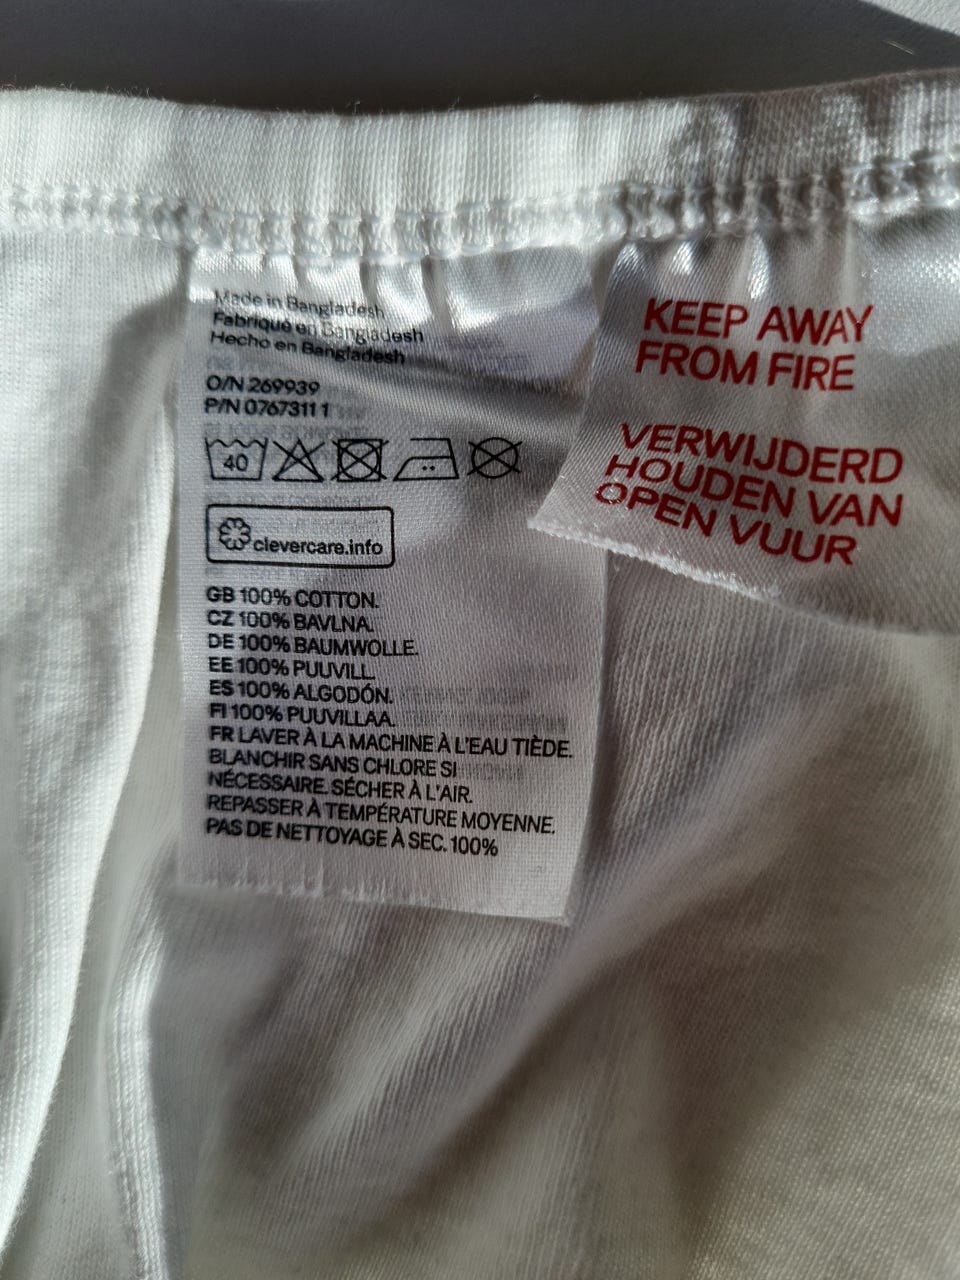 Made in Bangladesh
Fabriqué en Bangladesh
Hecho en Bangladesh
O/N 269939
P/N 07673111
40
clevercare.info
GB 100% COTTON.
CZ 100% BAVLNA.
DE 100% BAUMWOLLE.
EE 100% PUUVILL.
ES 100% ALGODÓN.
FI 100% PUUVILLAA.
FR LAVER À LA MACHINE À L'EAU TIÈDE.
BLANCHIR SANS CHLORE SI
NÉCESSAIRE. SÉCHER À L'AIR.
REPASSER À TEMPÉRATURE MOYENNE.
PAS DE NETTOYAGE À SEC. 100%
KEEP AWAY
FROM FIRE
VERWIJDERD
HOUDEN VAN
OPEN VUUR